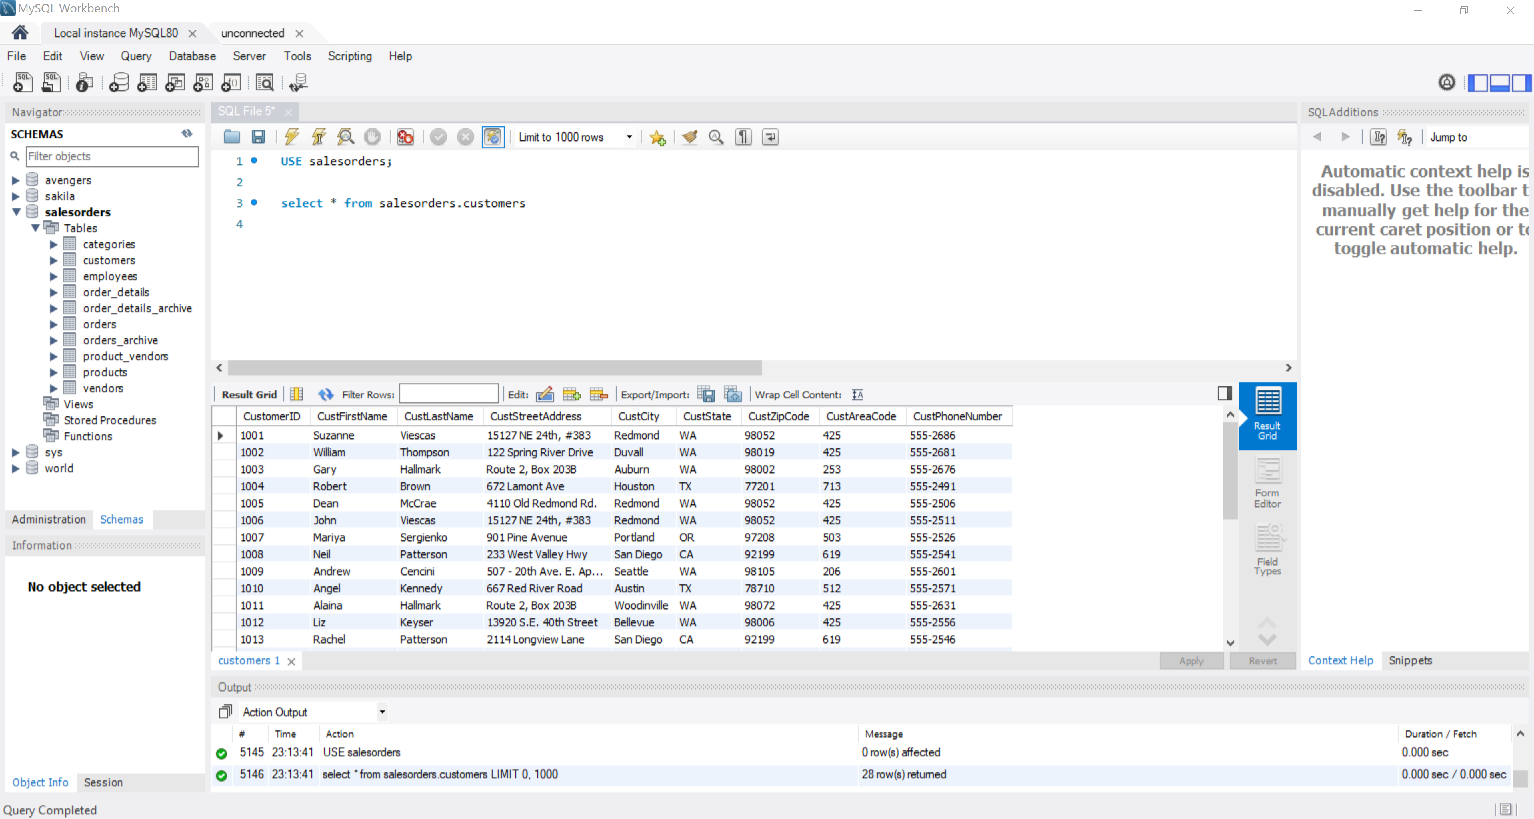 MySQL Workbench
Local instance MySQL80
unconnected
File Edit View Query Database Server Tools Scripting Help
Navigator
SCHEMAS
Filter objects
avengers
sakila
salesorders
Tables
categories
customers
employees
order_details
order_details_archive
orders
orders_archive
product_vendors
products
vendors
Views
Stored Procedures
Functions
sys
world
Administration Schemas
Information
No object selected
Object Info Session
SQL File 5*
Limit to 1000 rows
1 USE salesorders;
2
3 select * from salesorders.customers
4
Result Grid Filter Rows: Edit: Export/Import: Wrap Cell Content:
CustomerID CustFirstName CustLastName CustStreetAddress CustCity CustState CustZipCode CustAreaCode CustPhoneNumber
1001 Suzanne Viescas 15127 NE 24th, #383 Redmond WA 98052 425 555-2686
1002 William Thompson 122 Spring River Drive Duvall WA 98019 425 555-2681
1003 Gary Hallmark Route 2, Box 203B Auburn WA 98002 253 555-2676
1004 Robert Brown 672 Lamont Ave Houston TX 77201 713 555-2491
1005 Dean McCrae 4110 Old Redmond Rd. Redmond WA 98052 425 555-2506
1006 John Viescas 15127 NE 24th, #383 Redmond WA 98052 425 555-2511
1007 Mariya Sergienko 901 Pine Avenue Portland OR 97208 503 555-2526
1008 Neil Patterson 233 West Valley Hwy San Diego CA 92199 619 555-2541
1009 Andrew Cencini 507 - 20th Ave. E. Ap... Seattle WA 98105 206 555-2601
1010 Angel Kennedy 667 Red River Road Austin TX 78710 512 555-2571
1011 Alaina Hallmark Route 2, Box 203B Woodinville WA 98072 425 555-2631
1012 Liz Keyser 13920 S.E. 40th Street Bellevue WA 98006 425 555-2556
1013 Rachel Patterson 2114 Longview Lane San Diego CA 92199 619 555-2546
customers 1
Apply Revert
Result
Grid
Form
Editor
Field
Types
SQLAdditions
Jump to
Automatic context help is
disabled. Use the toolbar t
manually get help for the
current caret position or to
toggle automatic help.
Context Help Snippets
Output
Action Output
# Time Action Message Duration / Fetch
5145 23:13:41 USE salesorders 0 row(s) affected 0.000 sec
5146 23:13:41 select * from salesorders.customers LIMIT 0, 1000 28 row(s) returned 0.000 sec / 0.000 sec
Query Completed